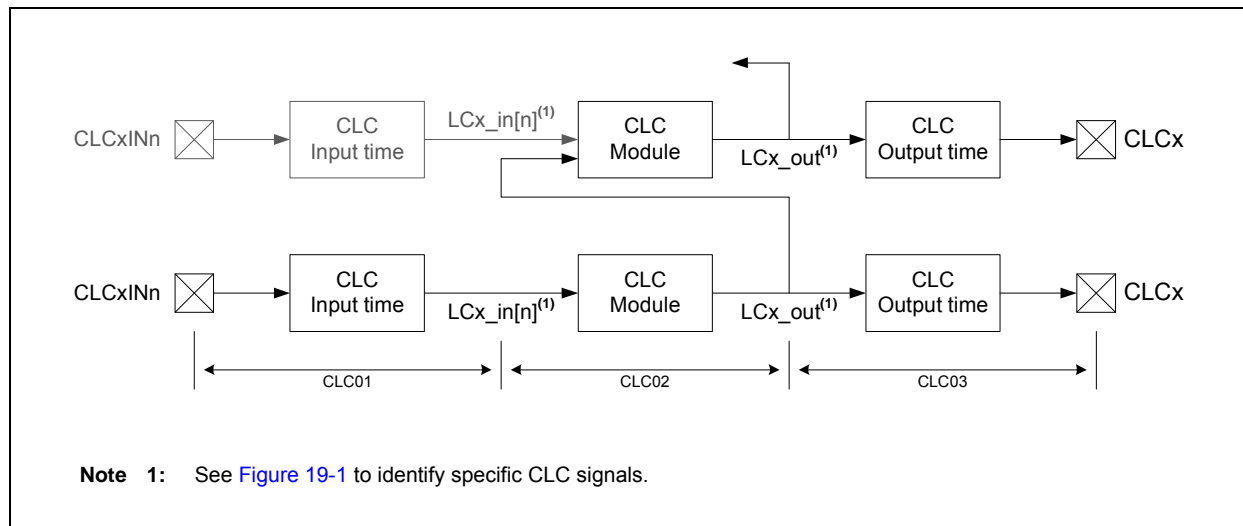 CLCxINn
CLC
Input time
LCx_in[n](1)
CLC
Module
LCx_out(1)
CLC
Output time
CLCx
CLCxINn
CLC
Input time
LCx_in[n](1)
CLC
Module
LCx_out(1)
CLC
Output time
CLCx
CLC01
CLC02
CLC03
Note 1: See Figure 19-1 to identify specific CLC signals.